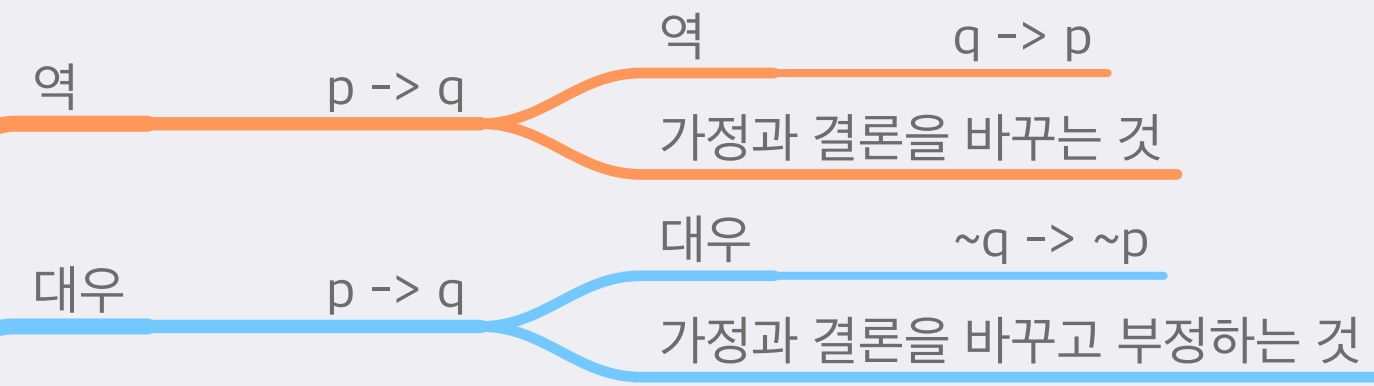 역 p -> q
역 q -> p
가정과 결론을 바꾸는 것
대우 p -> q
대우 ~q -> ~p
가정과 결론을 바꾸고 부정하는 것